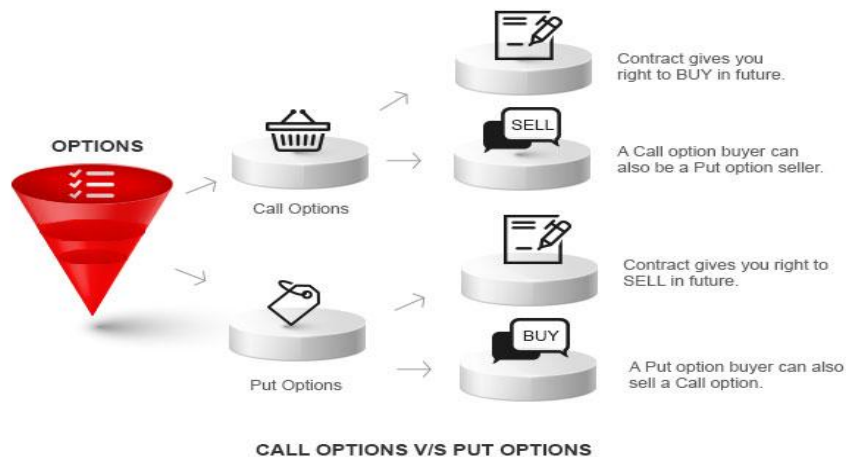 OPTIONS
Call Options
Contract gives you
right to BUY in future.
SELL
A Call option buyer can
also be a Put option seller.
Put Options
Contract gives you right to
SELL in future.
BUY
A Put option buyer can also
sell a Call option.
CALL OPTIONS V/S PUT OPTIONS